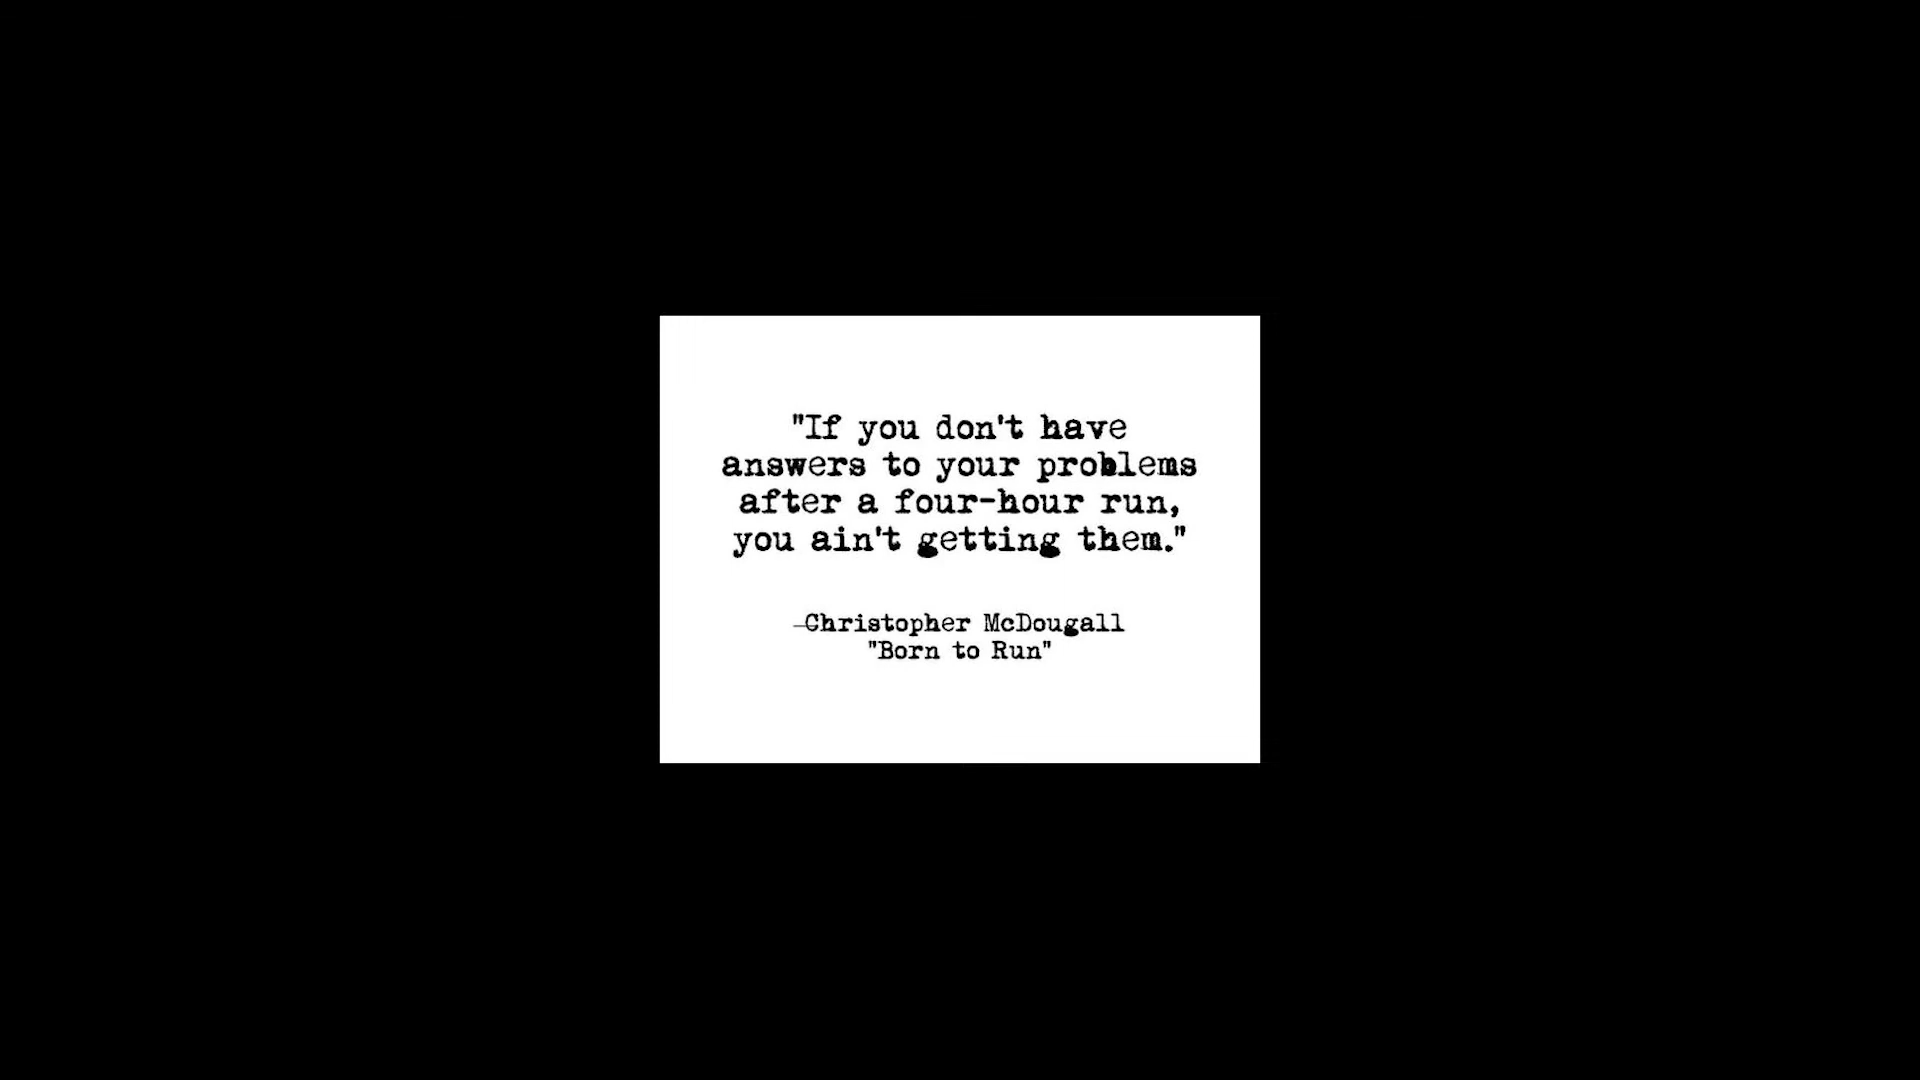 "If you don't have
answers to your problems
after a four-hour run,
you ain't getting them."
—Christopher McDougall
"Born to Run"